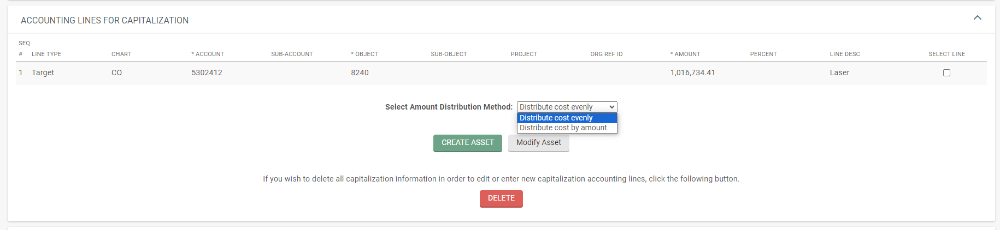 ACCOUNTING LINES FOR CAPITALIZATION
SEQ
# LINE TYPE CHART * ACCOUNT SUB-ACCOUNT * OBJECT SUB-OBJECT PROJECT ORG REF ID * AMOUNT PERCENT LINE DESC SELECT LINE
1 Target CO 5302412 8240 1,016,734.41 Laser
Select Amount Distribution Method: Distribute cost evenly
Distribute cost evenly
Distribute cost by amount
CREATE ASSET Modify Asset
If you wish to delete all capitalization information in order to edit or enter new capitalization accounting lines, click the following button.
DELETE